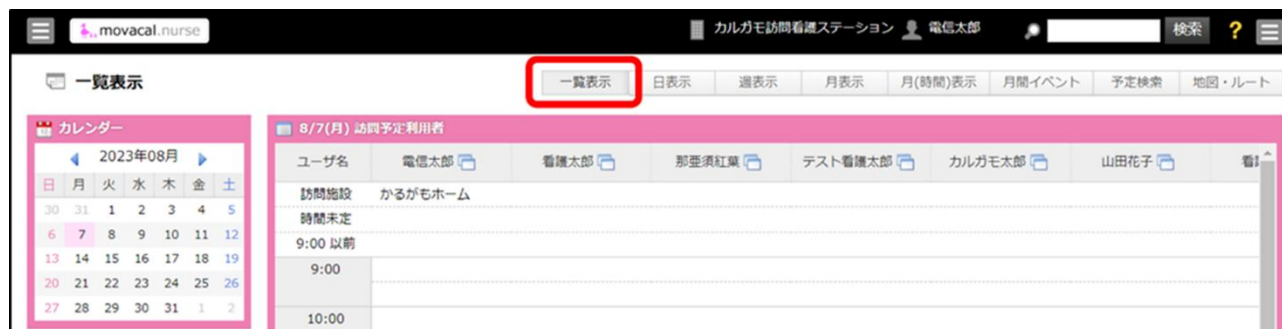 movacal.nurse カルガモ訪問看護ステーション 電信太郎 検索 ?
一覧表示 一覧表示 日表示 週表示 月表示 月(時間)表示 月間イベント 予定検索 地図・ルート
カレンダー
2023年08月
日 月 火 水 木 金 土
30 31 1 2 3 4 5
6 7 8 9 10 11 12
13 14 15 16 17 18 19
20 21 22 23 24 25 26
27 28 29 30 31 1 2
8/7(月) 訪問予定利用者
ユーザ名 電信太郎 看護太郎 那亜須紅葉 テスト看護太郎 カルガモ太郎 山田花子
訪問施設 かるがもホーム
時間未定
9:00 以前
9:00
10:00